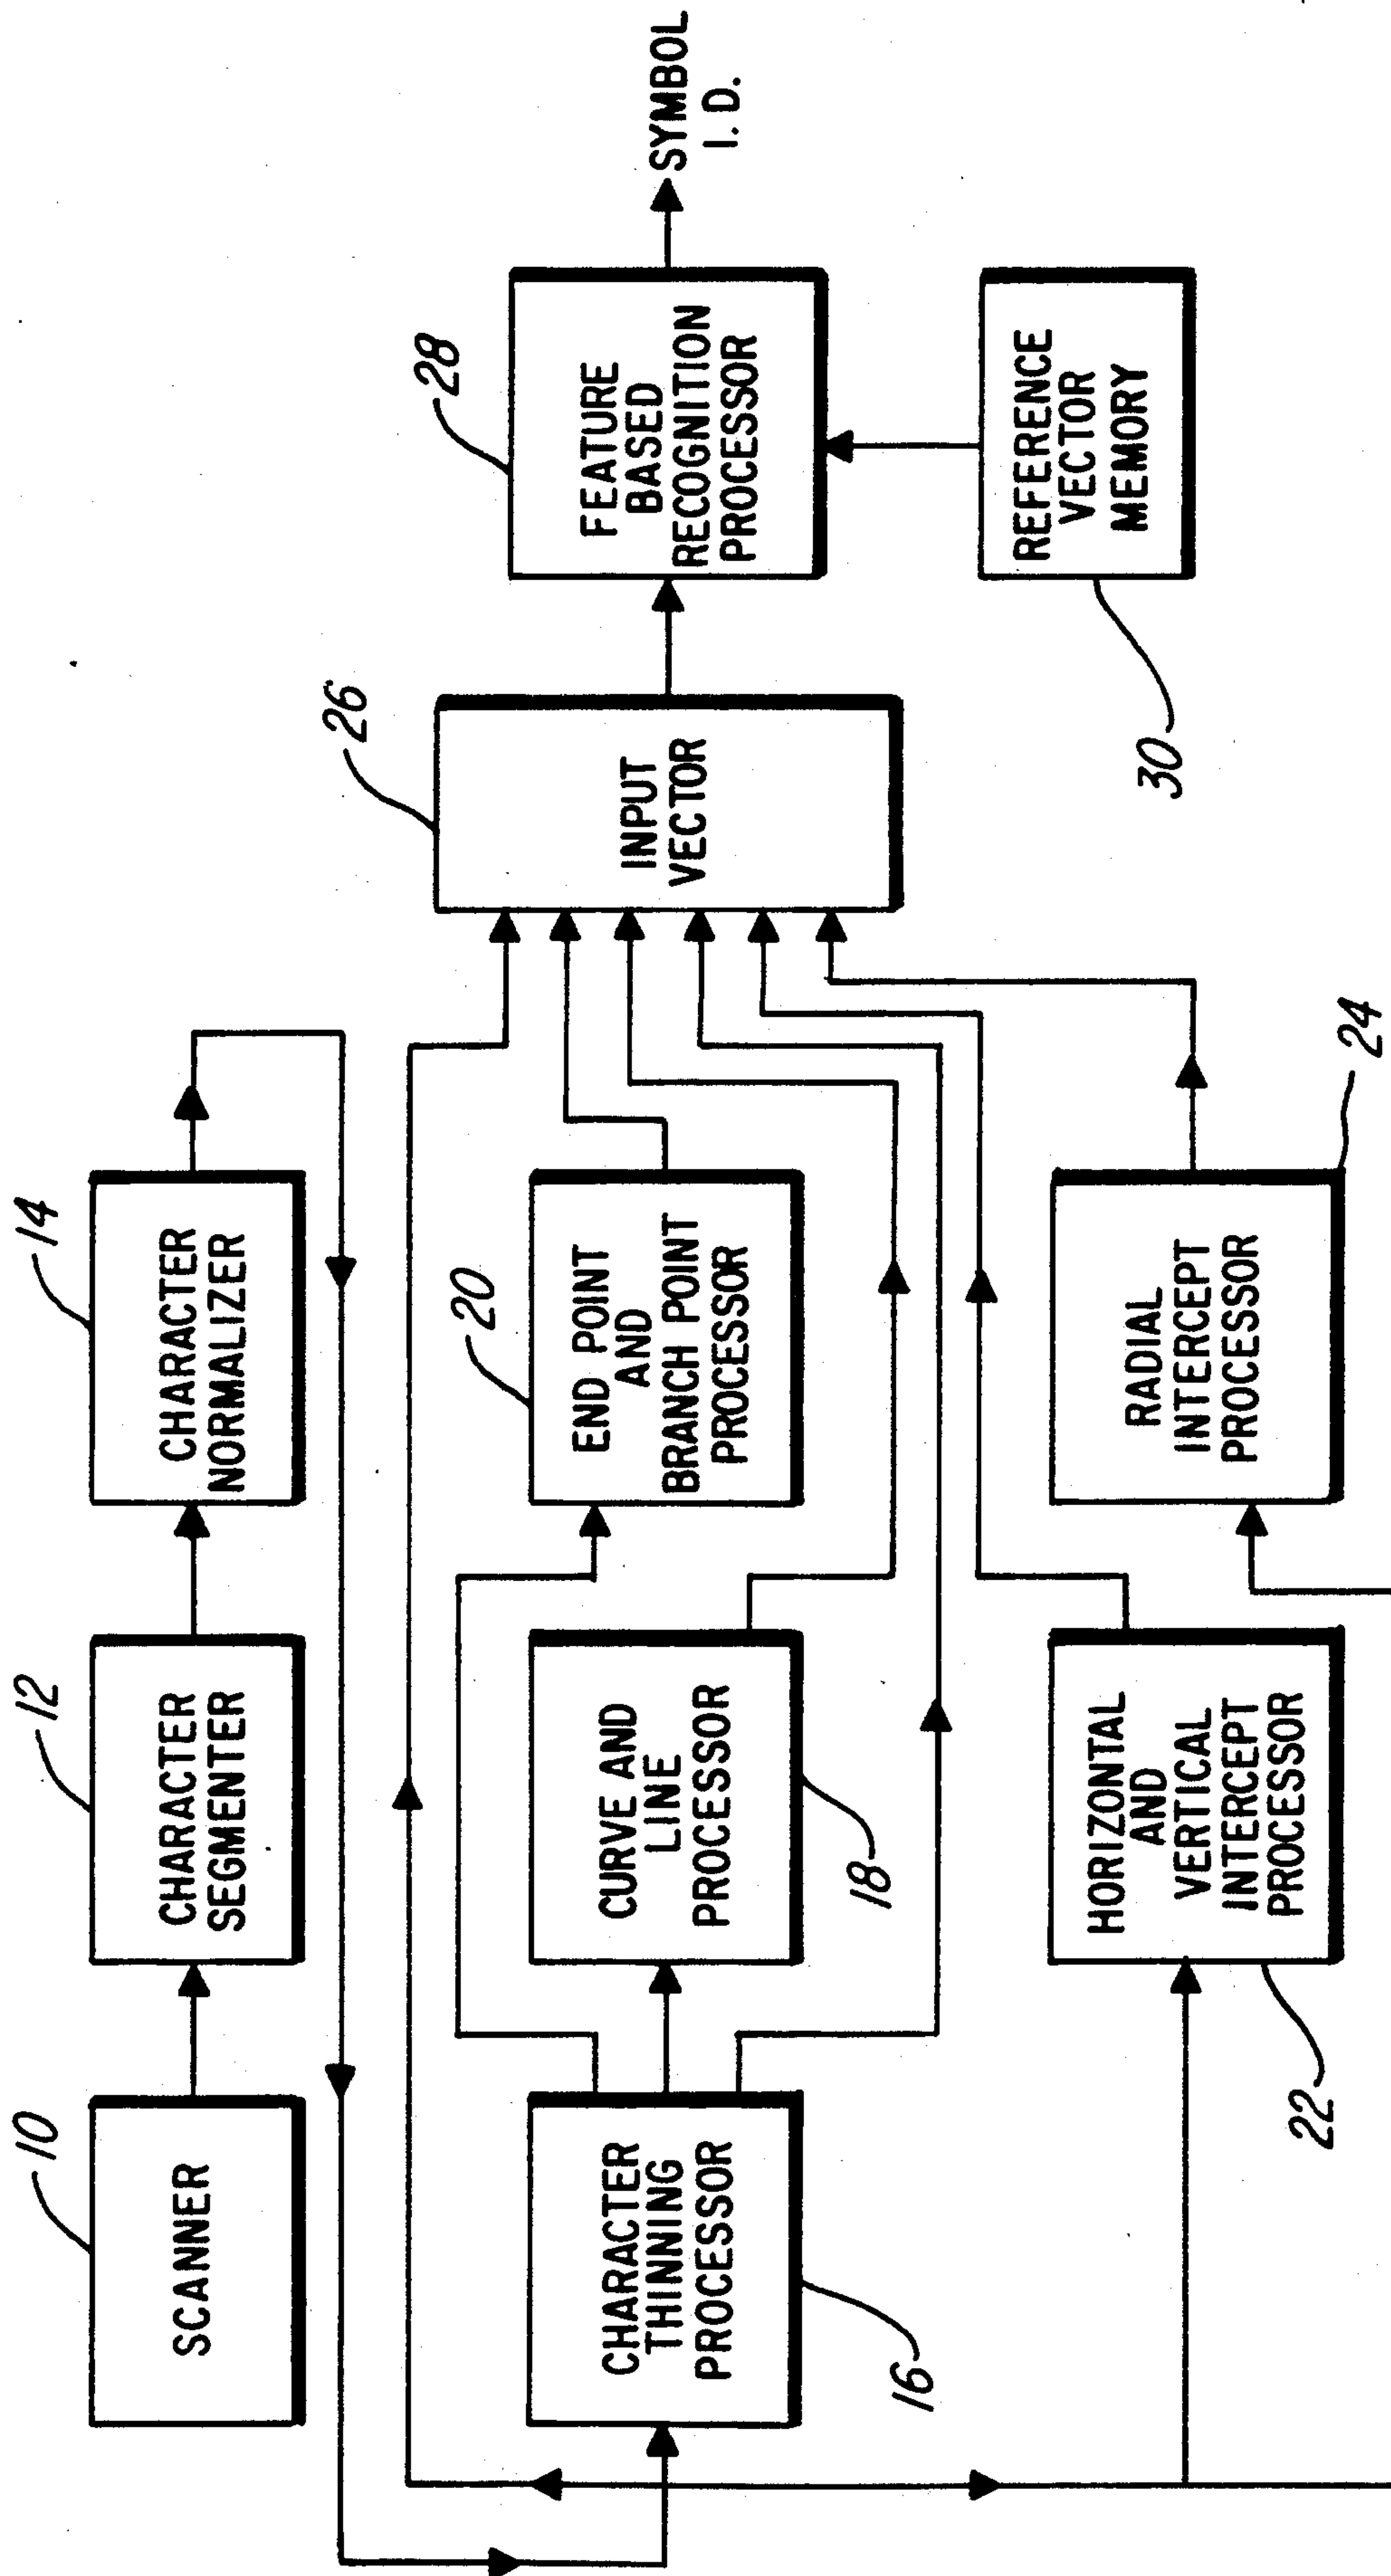 10
SCANNER
12
CHARACTER
SEGMENTER
14
CHARACTER
NORMALIZER
16
CHARACTER
THINNING
PROCESSOR
18
CURVE AND
LINE
PROCESSOR
20
END POINT
AND
BRANCH POINT
PROCESSOR
22
HORIZONTAL
AND
VERTICAL
INTERCEPT
PROCESSOR
24
RADIAL
INTERCEPT
PROCESSOR
26
INPUT
VECTOR
28
FEATURE
BASED
RECOGNITION
PROCESSOR
30
REFERENCE
VECTOR
MEMORY
SYMBOL
I. D.